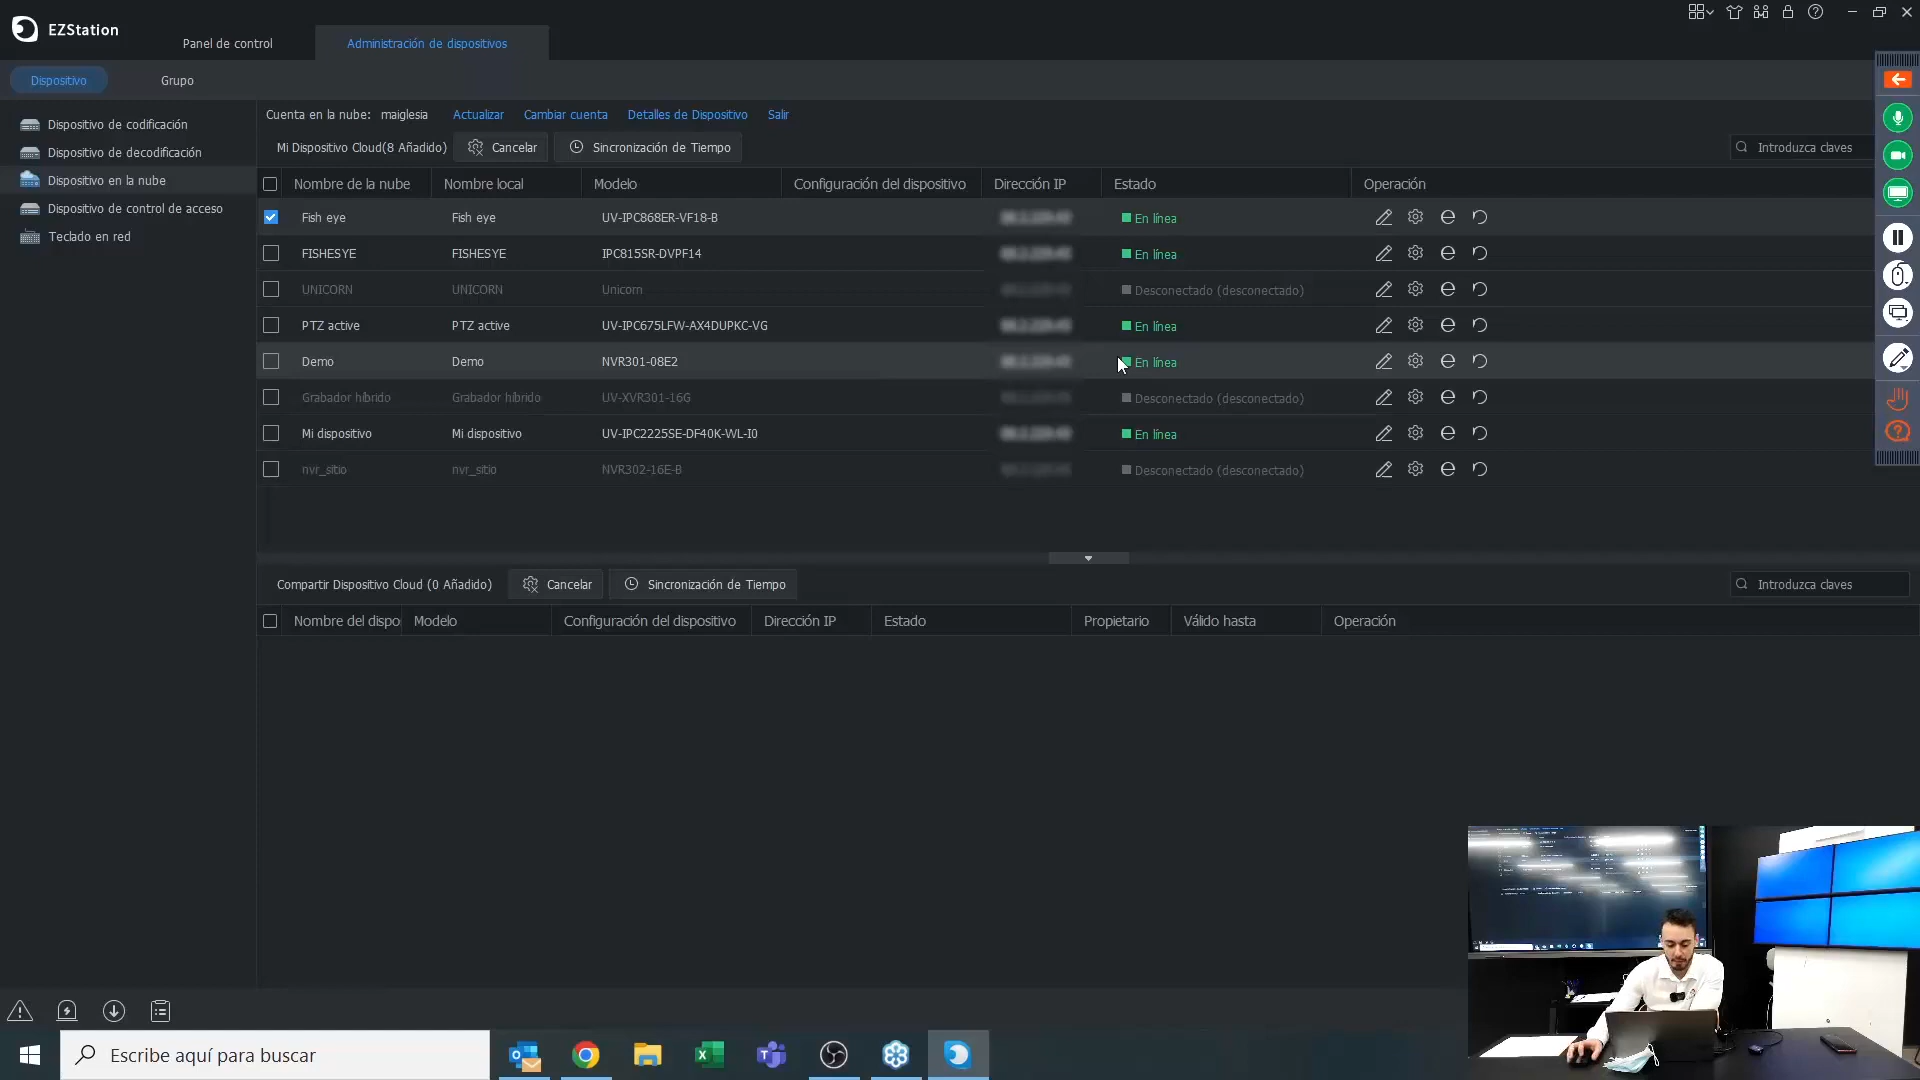 EZStation
Panel de control
Administración de dispositivos
Dispositivo
Grupo
Dispositivo de codificación
Dispositivo de decodificación
Dispositivo en la nube
Dispositivo de control de acceso
Teclado en red
Cuenta en la nube: maiglesia Actualizar Cambiar cuenta Detalles de Dispositivo Salir
Mi Dispositivo Cloud(8 Añadido) Cancelar Sincronización de Tiempo Introduzca claves
Nombre de la nube Nombre local Modelo Configuración del dispositivo Dirección IP Estado Operación
Fish eye Fish eye UV-IPC868ER-VF18-B En línea
FISHESYE FISHESYE IPC815SR-DVPF14 En línea
UNICORN UNICORN Unicorn Desconectado (desconectado)
PTZ active PTZ active UV-IPC675LFW-AX4DUPKC-VG En línea
Demo Demo NVR301-08E2 En línea
Grabador híbrido Grabador híbrido UV-XVR301-16G Desconectado (desconectado)
Mi dispositivo Mi dispositivo UV-IPC2225SE-DF40K-WL-I0 En línea
nvr_sitio nvr_sitio NVR302-16E-B Desconectado (desconectado)
Compartir Dispositivo Cloud (0 Añadido) Cancelar Sincronización de Tiempo Introduzca claves
Nombre del dispo Modelo Configuración del dispositivo Dirección IP Estado Propietario Válido hasta Operación
Escribe aquí para buscar